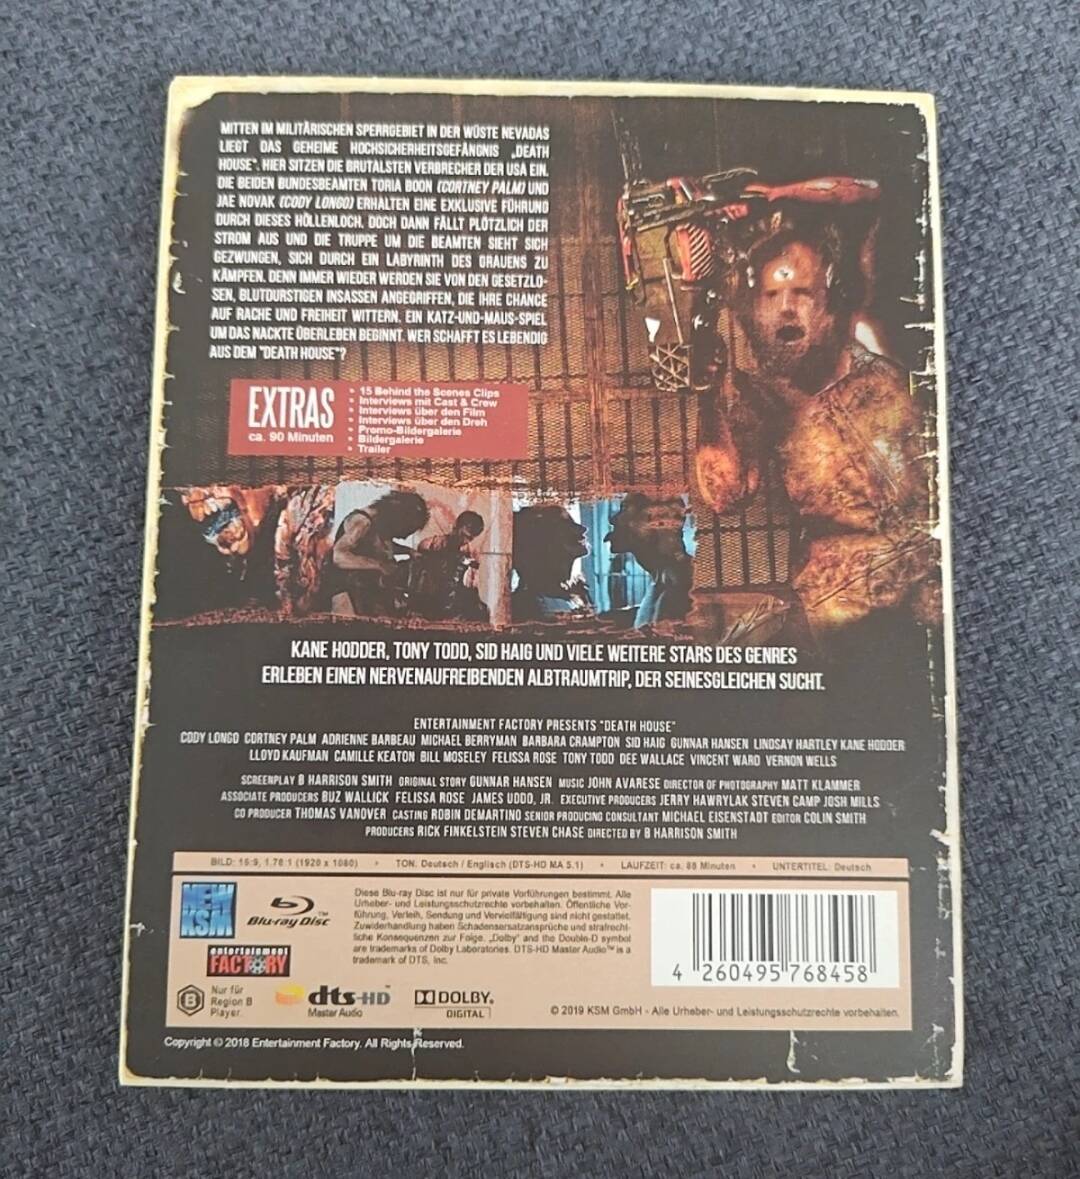 MITTEN IM MILITÄRISCHEN SPERRGEBIET IN DER WÜSTE NEVADAS
LIEGT DAS GEHEIME HOCHSICHERHEITSGEFÄNGNIS „DEATH
HOUSE". HIER SITZEN DIE BRUTALSTEN VERBRECHER DER USA EIN.
DIE BEIDEN BUNDESBEAMTEN TORIA BOON (CORTNEY PALM) UND
JAE NOVAK (CODY LONGO) ERHALTEN EINE EXKLUSIVE FÜHRUNG
DURCH DIESES HÖLLENLOCH. DOCH DANN FÄLLT PLÖTZLICH DER
STROM AUS UND DIE TRUPPE UM DIE BEAMTEN SIEHT SICH
GEZWUNGEN, SICH DURCH EIN LABYRINTH DES GRAUENS ZU
KÄMPFEN. DENN IMMER WIEDER WERDEN SIE VON DEN GESETZLO-
SEN, BLUTDURSTIGEN INSASSEN ANGEGRIFFEN, DIE IHRE CHANCE
AUF RACHE UND FREIHEIT WITTERN. EIN KATZ-UND-MAUS-SPIEL
UM DAS NACKTE ÜBERLEBEN BEGINNT. WER SCHAFFT ES LEBENDIG
AUS DEM "DEATH HOUSE"?
EXTRAS
ca. 90 Minuten
• 15 Behind the Scenes Clips
• Interviews mit Cast & Crew
• Interviews über den Film
• Interviews über den Dreh
• Promo-Bildergalerie
• Bildergalerie
• Trailer
KANE HODDER, TONY TODD, SID HAIG UND VIELE WEITERE STARS DES GENRES
ERLEBEN EINEN NERVENAUFREIBENDEN ALBTRAUMTRIP, DER SEINESGLEICHEN SUCHT.
ENTERTAINMENT FACTORY PRESENTS "DEATH HOUSE"
CODY LONGO CORTNEY PALM ADRIENNE BARBEAU MICHAEL BERRYMAN BARBARA CRAMPTON SID HAIG GUNNAR HANSEN LINDSAY HARTLEY KANE HODDER
LLOYD KAUFMAN CAMILLE KEATON BILL MOSELEY FELISSA ROSE TONY TODD DEE WALLACE VINCENT WARD VERNON WELLS
SCREENPLAY B HARRISON SMITH ORIGINAL STORY GUNNAR HANSEN MUSIC JOHN AVARESE DIRECTOR OF PHOTOGRAPHY MATT KLAMMER
ASSOCIATE PRODUCERS BUZ WALLICK FELISSA ROSE JAMES UDDO, JR. EXECUTIVE PRODUCERS JERRY HAWRYLAK STEVEN CAMP JOSH MILLS
CO PRODUCER THOMAS VANOVER CASTING ROBIN DEMARTINO SENIOR PRODUCING CONSULTANT MICHAEL EISENSTADT EDITOR COLIN SMITH
PRODUCERS RICK FINKELSTEIN STEVEN CHASE DIRECTED BY B HARRISON SMITH
BILD: 16:9, 1.78:1 (1920 x 1080) • TON: Deutsch / Englisch (DTS-HD MA 5.1) • LAUFZEIT: ca. 88 Minuten • UNTERTITEL: Deutsch
NEW
KSM
Blu-ray Disc™
entertainment
FACTORY
Diese Blu-ray Disc ist nur für private Vorführungen bestimmt. Alle
Urheber- und Leistungsschutzrechte vorbehalten. Öffentliche Vor-
führung, Verleih, Sendung und Vervielfältigung sind nicht gestattet.
Zuwiderhandlung haben Schadensersatzansprüche und strafrecht-
liche Konsequenzen zur Folge. „Dolby" and the Double-D symbol
are trademarks of Dolby Laboratories. DTS-HD Master Audio™ is a
trademark of DTS, Inc.
4 260495 768458
B
Nur für
Region B
Player.
dts-HD
Master Audio
DOLBY.
DIGITAL
© 2019 KSM GmbH - Alle Urheber- und Leistungsschutzrechte vorbehalten.
Copyright © 2018 Entertainment Factory. All Rights Reserved.